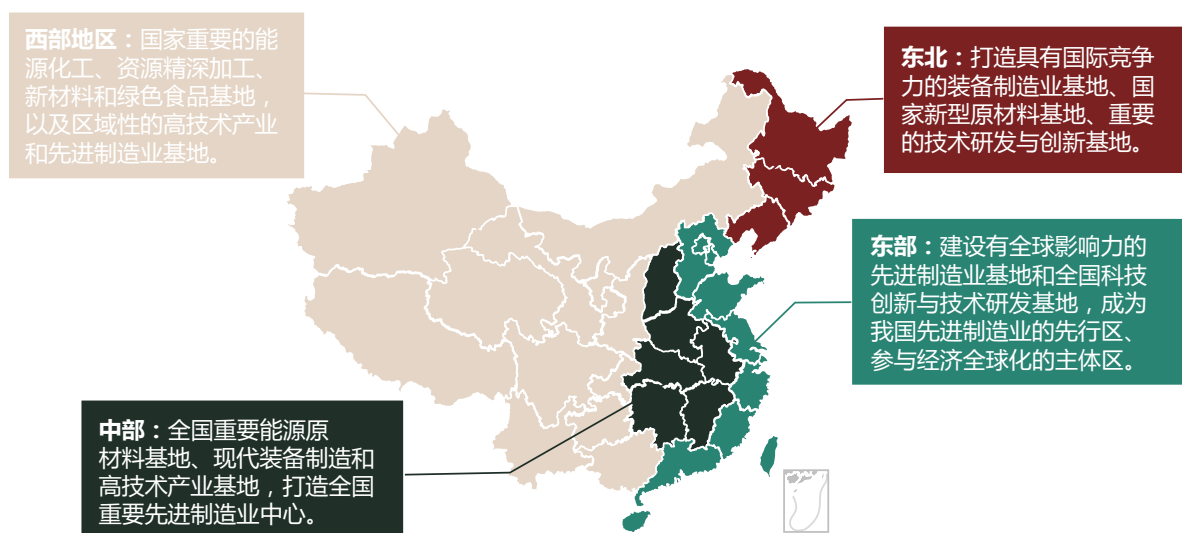 西部地区：国家重要的能
源化工、资源精深加工、
新材料和绿色食品基地，
以及区域性的高技术产业
和先进制造业基地。
东北：打造具有国际竞争
力的装备制造业基地、国
家新型原材料基地、重要
的技术研发与创新基地。
东部：建设有全球影响力的
先进制造业基地和全国科技
创新与技术研发基地，成为
我国先进制造业的先行区、
参与经济全球化的主体区。
中部：全国重要能源原
材料基地、现代装备制造和
高技术产业基地，打造全国
重要先进制造业中心。